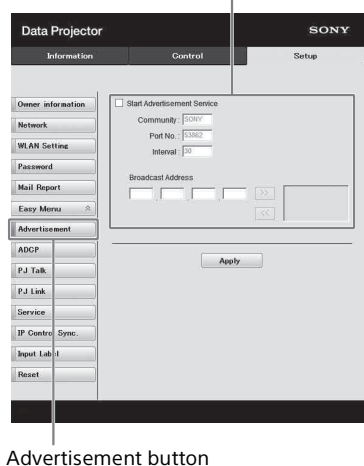 Data Projector
SONY
Information
Control
Setup
Owner information
Network
WLAN Setting
Password
Mail Report
Easy Menu
Advertisement
ADCP
PJ Talk
PJ Link
Service
IP Control Sync.
Input Label
Reset
Start Advertisement Service
Community: SONY
Port No.: 53862
Interval: 30
Broadcast Address
. . .
>>
<<
Apply
Advertisement button